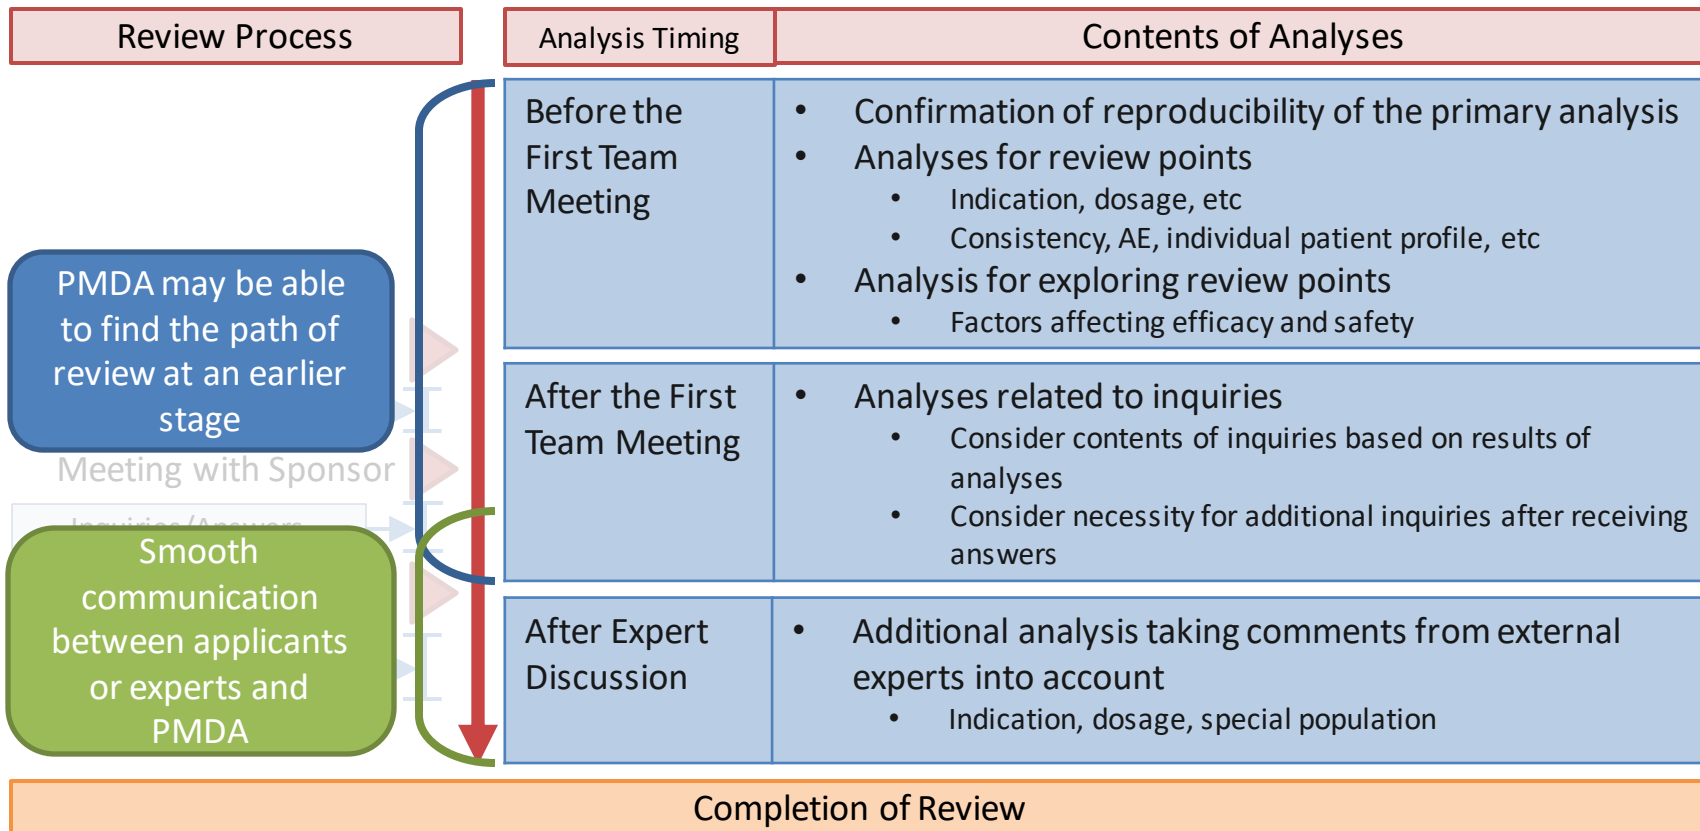 Review Process
Analysis Timing
Contents of Analyses
Before the
First Team
Meeting
• Confirmation of reproducibility of the primary analysis
• Analyses for review points
• Indication, dosage, etc
• Consistency, AE, individual patient profile, etc
• Analysis for exploring review points
• Factors affecting efficacy and safety
PMDA may be able
to find the path of
review at an earlier
stage
After the First
Team Meeting
• Analyses related to inquiries
• Consider contents of inquiries based on results of
analyses
• Consider necessity for additional inquiries after receiving
answers
Meeting with Sponsor
Inquiries/Answers
Smooth
communication
between applicants
or experts and
PMDA
After Expert
Discussion
• Additional analysis taking comments from external
experts into account
• Indication, dosage, special population
Completion of Review